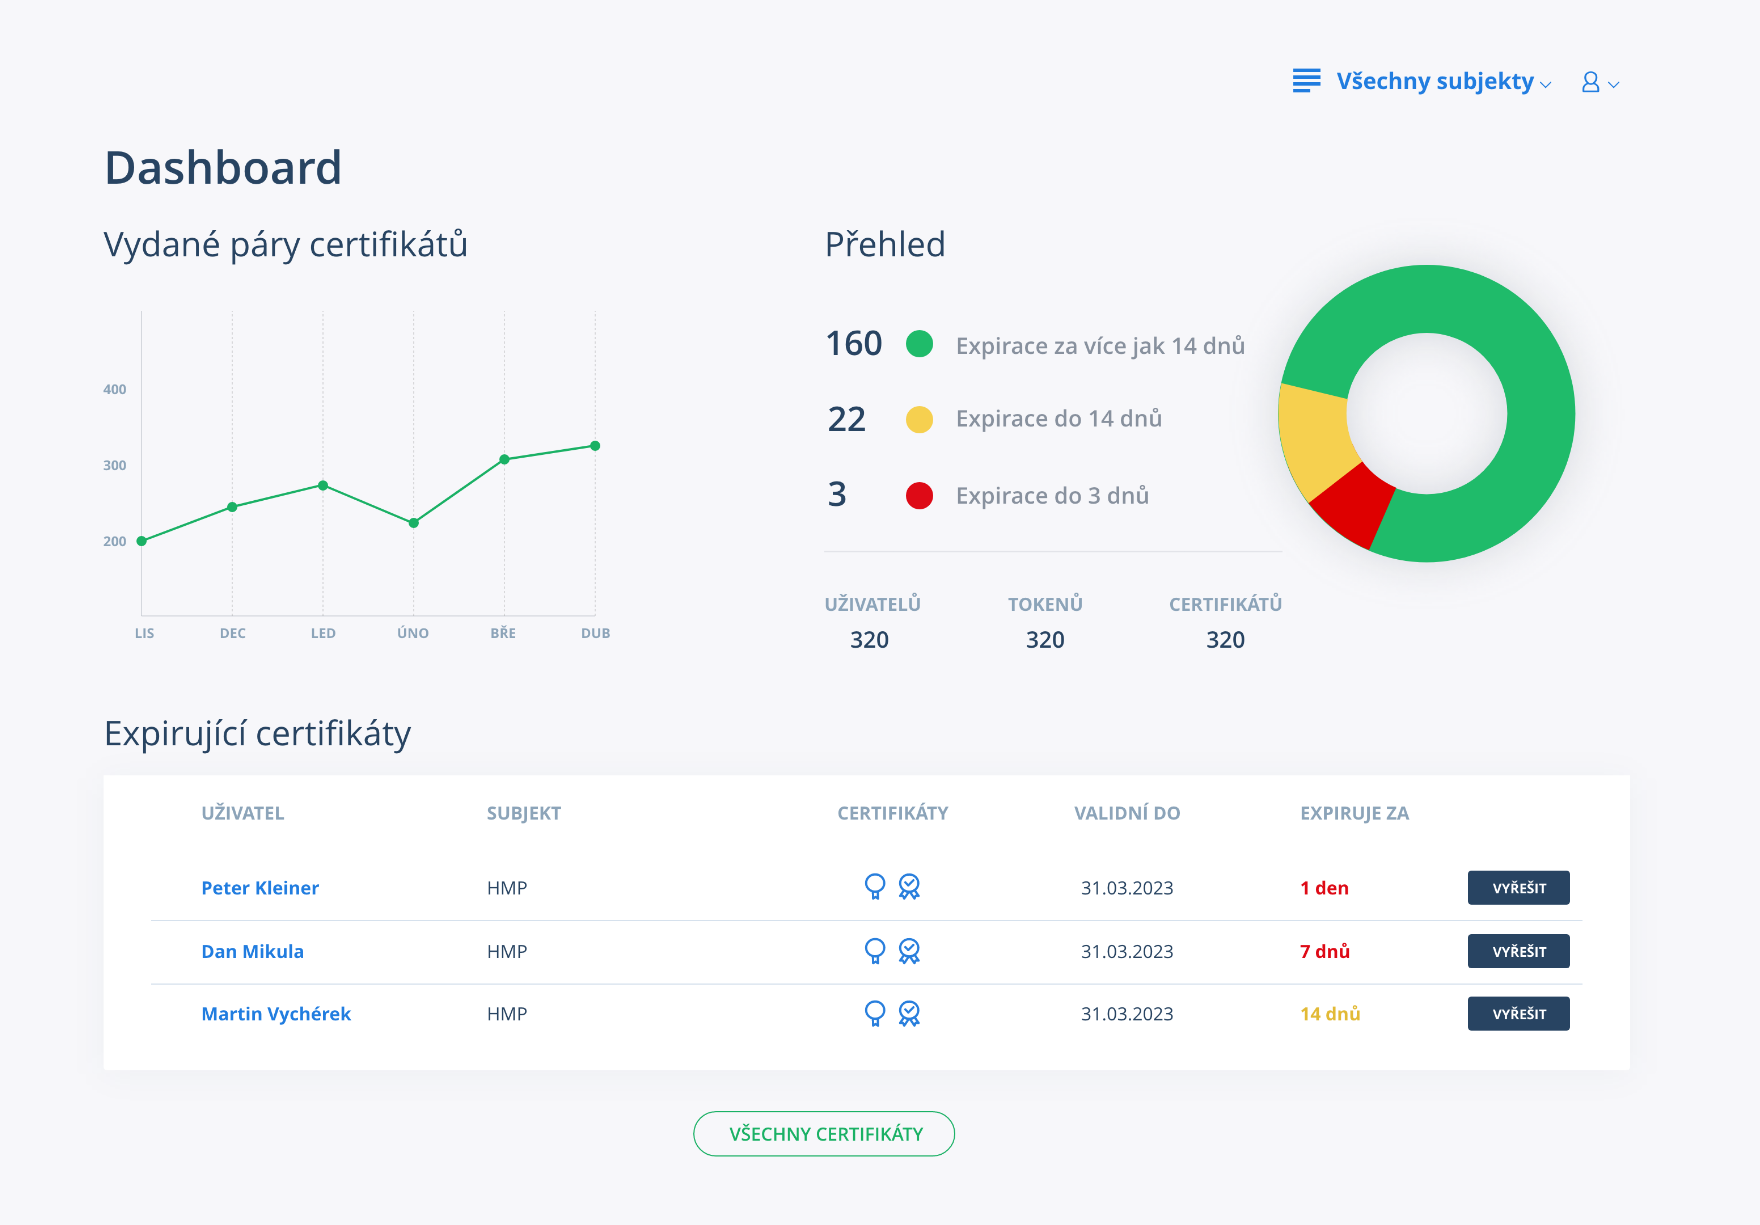 Všechny subjekty
Dashboard
Vydané páry certifikátů
400
300
200
LIS DEC LED ÚNO BŘE DUB
Přehled
160 Expirace za více jak 14 dnů
22 Expirace do 14 dnů
3 Expirace do 3 dnů
UŽIVATELŮ TOKENŮ CERTIFIKÁTŮ
320 320 320
Expirující certifikáty
UŽIVATEL SUBJEKT CERTIFIKÁTY VALIDNÍ DO EXPIRUJE ZA
Peter Kleiner HMP 31.03.2023 1 den VYŘEŠIT
Dan Mikula HMP 31.03.2023 7 dnů VYŘEŠIT
Martin Vychérek HMP 31.03.2023 14 dnů VYŘEŠIT
VŠECHNY CERTIFIKÁTY